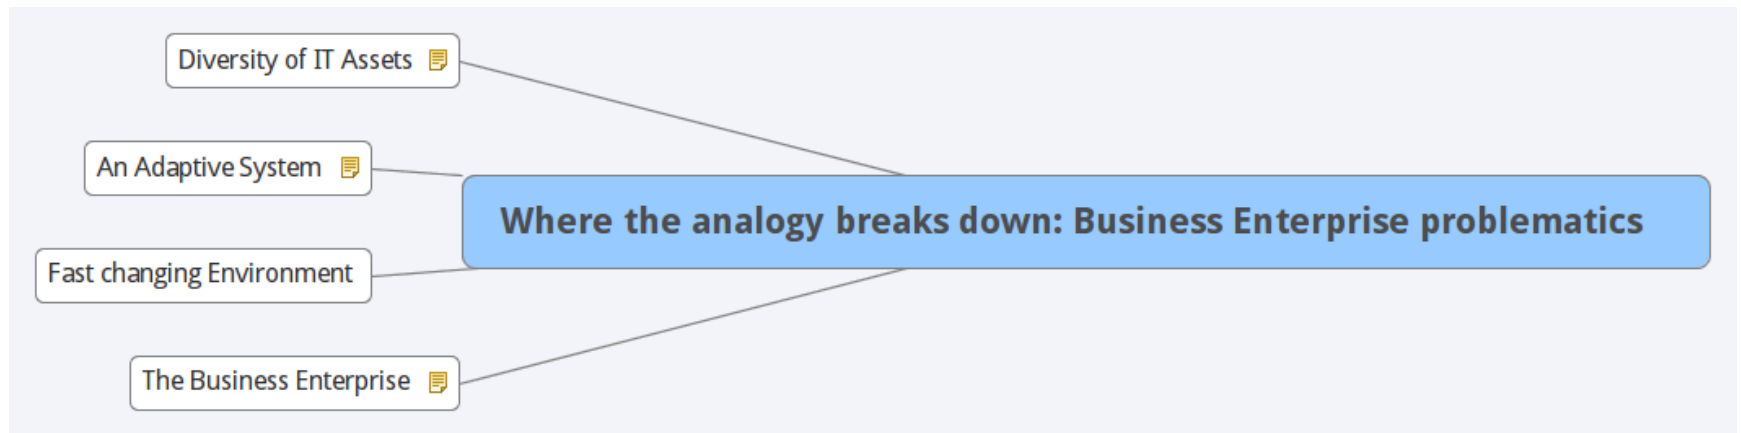 Diversity of IT Assets
An Adaptive System
Where the analogy breaks down: Business Enterprise problematics
Fast changing Environment
The Business Enterprise